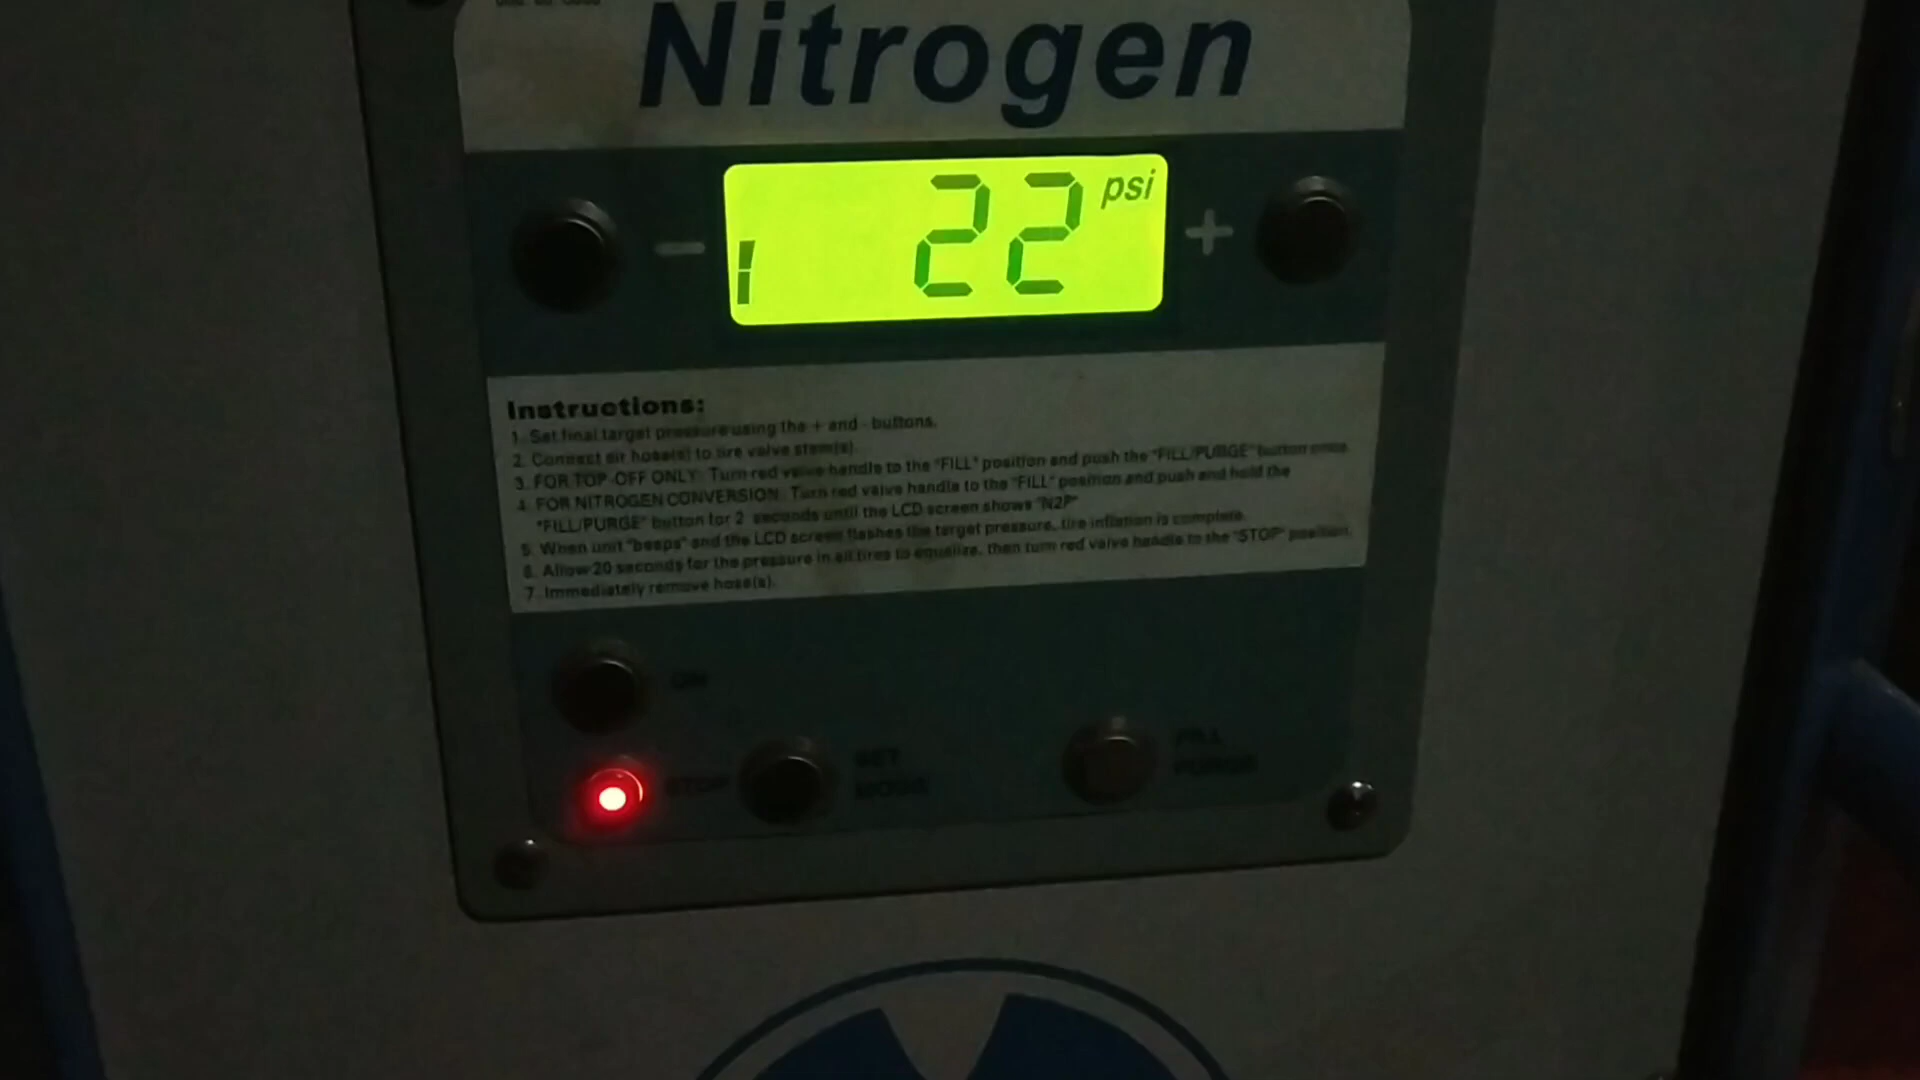 Nitrogen
22 psi
- +
Instructions:
1. Set final target pressure using the + and - buttons.
2. Connect air hose(s) to tire valve stem(s).
3. FOR TOP-OFF ONLY: Turn red valve handle to the "FILL" position and push the "FILL/PURGE" button once.
4. FOR NITROGEN CONVERSION: Turn red valve handle to the "FILL" position and push and hold the
"FILL/PURGE" button for 2 seconds until the LCD screen shows "N2P"
5. When unit "beeps" and the LCD screen flashes the target pressure, tire inflation is complete.
6. Allow 20 seconds for the pressure in all tires to equalize, then turn red valve handle to the "STOP" position.
7. Immediately remove hose(s).
ON
STOP
SET
FILL
PURGE